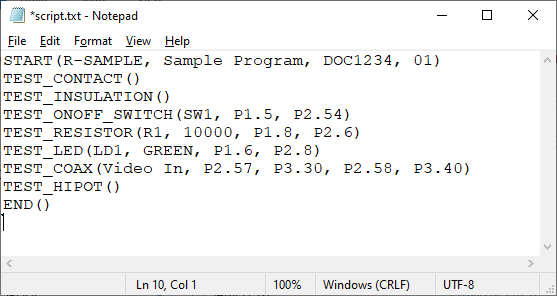 *script.txt - Notepad
File Edit Format View Help
START(R-SAMPLE, Sample Program, DOC1234, 01)
TEST_CONTACT()
TEST_INSULATION()
TEST_ONOFF_SWITCH(SW1, P1.5, P2.54)
TEST_RESISTOR(R1, 10000, P1.8, P2.6)
TEST_LED(LD1, GREEN, P1.6, P2.8)
TEST_COAX(Video In, P2.57, P3.30, P2.58, P3.40)
TEST_HIPOT()
END()
Ln 10, Col 1 100% Windows (CRLF) UTF-8